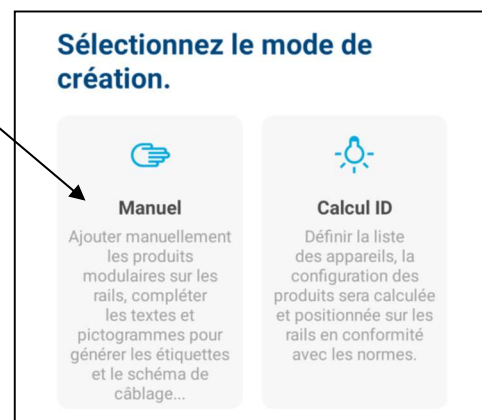 Sélectionnez le mode de
création.
Manuel
Ajouter manuellement
les produits
modulaires sur les
rails, compléter
les textes et
pictogrammes pour
générer les étiquettes
et le schéma de
câblage...
Calcul ID
Définir la liste
des appareils, la
configuration des
produits sera calculée
et positionnée sur les
rails en conformité
avec les normes.